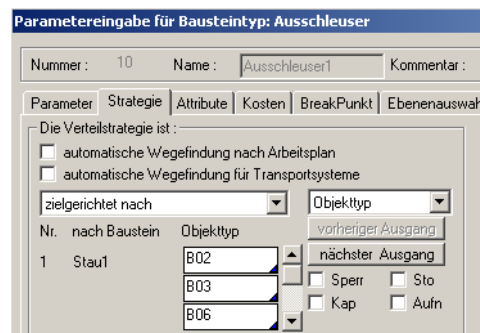 Parametereingabe für Bausteintyp: Ausschleuser
Nummer : 10 Name : Ausschleuser1 Kommentar :
Parameter Strategie Attribute Kosten BreakPunkt Ebenenauswah
Die Verteilstrategie ist :
automatische Wegefindung nach Arbeitsplan
automatische Wegefindung für Transportsysteme
zielgerichtet nach Objekttyp
vorheriger Ausgang
Nr. nach Baustein Objekttyp
nächster Ausgang
1 Stau1 B02
Sperr Sto
B03
Kap Aufn
B06